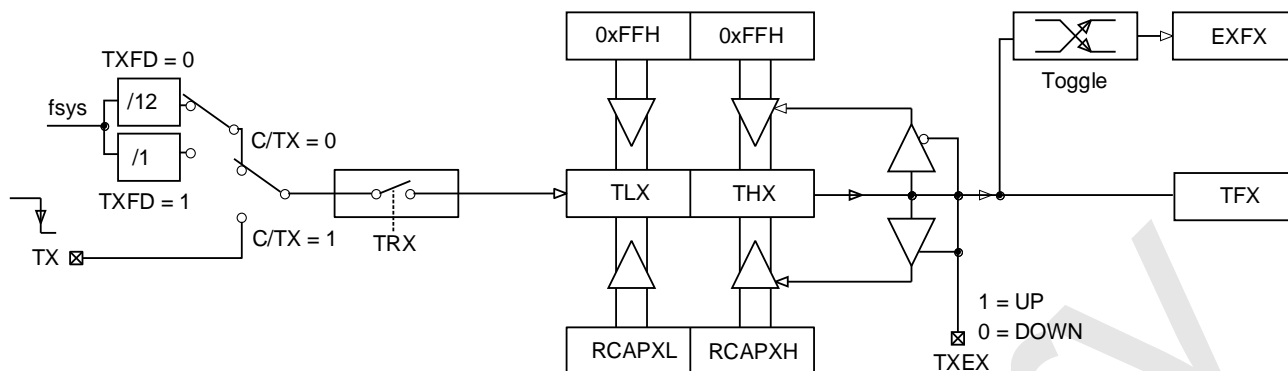 TXFD = 0
fsys
/12
/1
TXFD = 1
C/TX = 0
C/TX = 1
TX
TRX
0xFFH
0xFFH
TLX
THX
RCAPXL
RCAPXH
Toggle
EXFX
TFX
1 = UP
0 = DOWN
TXEX